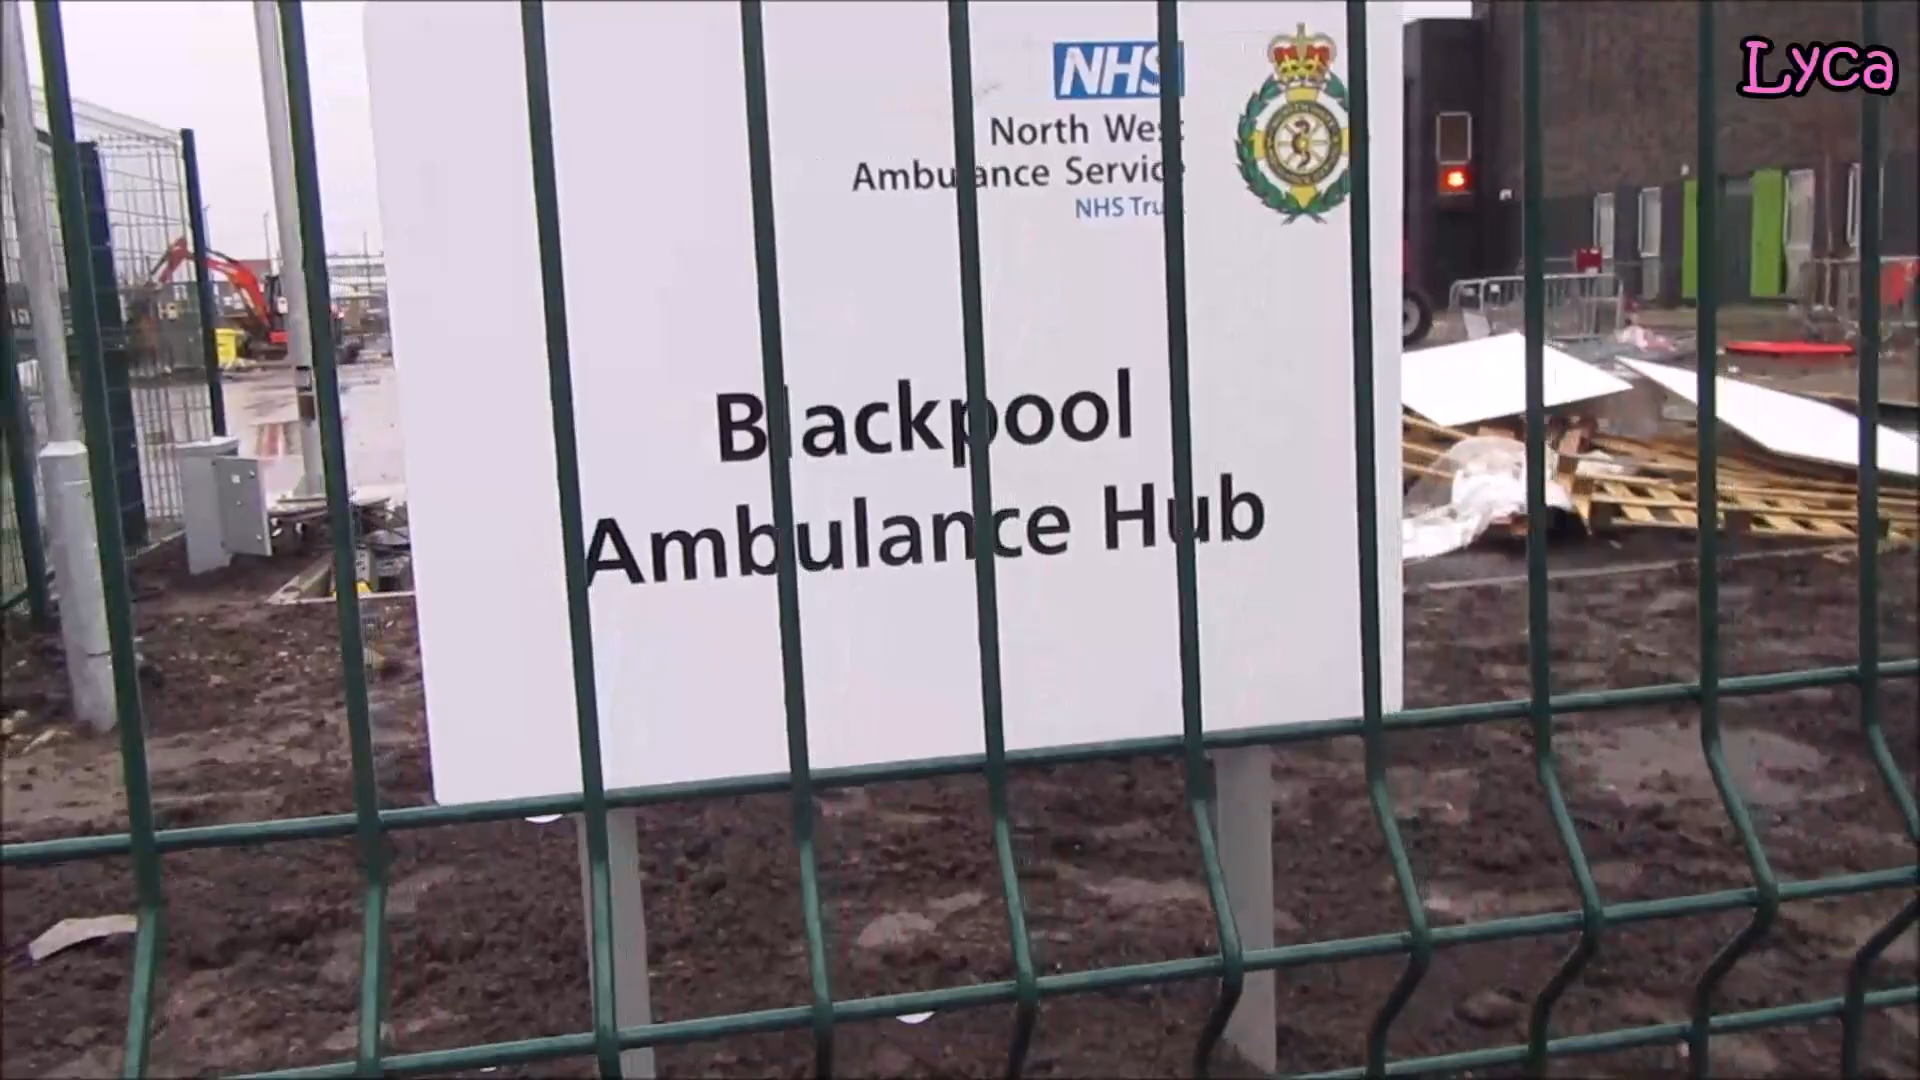 Lyca
NHS
North West
Ambulance Service
NHS Trust
Blackpool
Ambulance Hub